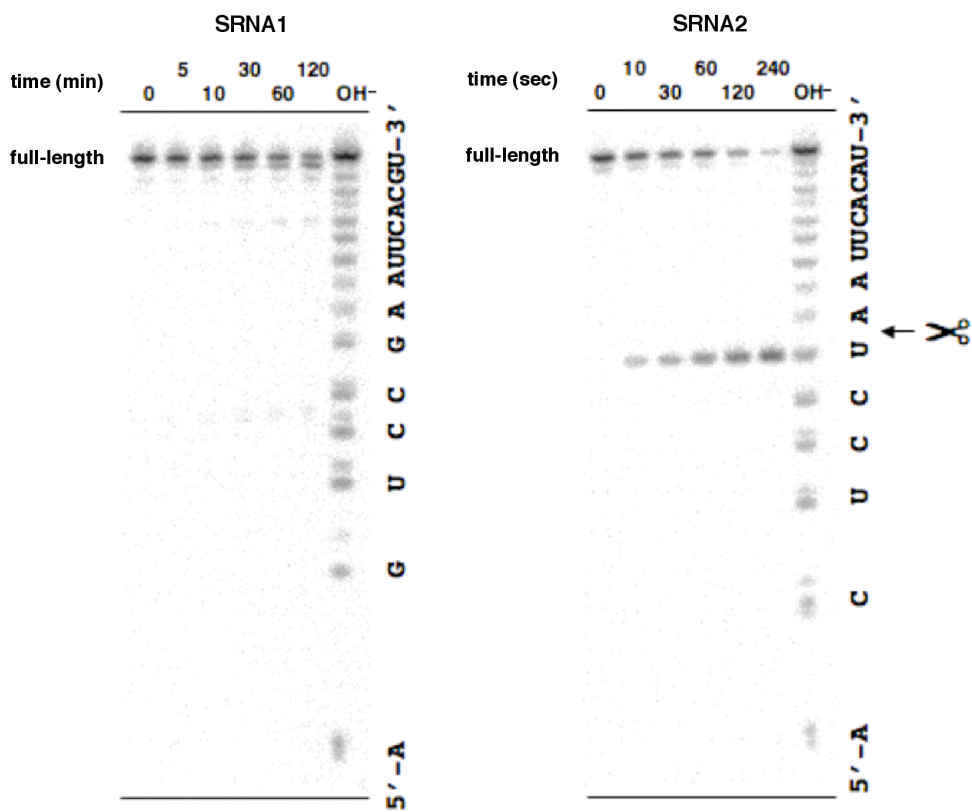 SRNA1
time (min)
0 5 10 30 60 120 OH⁻
full-length
5′-A G U C C G A AUUUCACGU-3′
SRNA2
time (sec)
0 10 30 60 120 240 OH⁻
full-length
5′-A C U C C U A A UUCACAU-3′